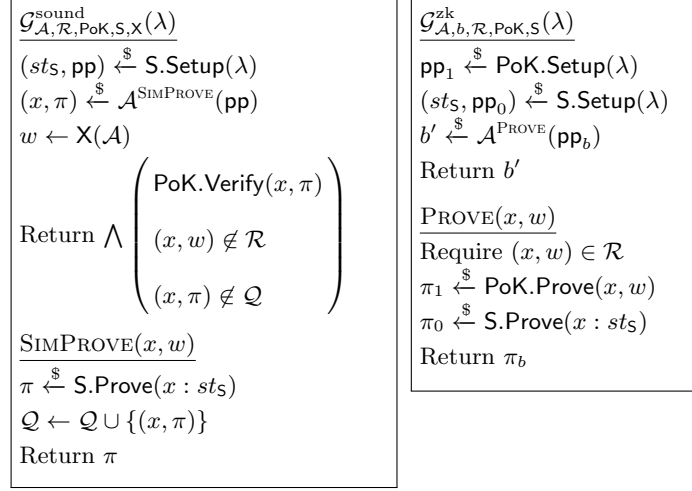 𝒢^sound_{𝒜,ℛ,PoK,S,X}(λ)
(st_S, pp) ←$ S.Setup(λ)
(x, π) ←$ 𝒜^SimProve(pp)
w ← X(𝒜)
Return ⋀
PoK.Verify(x, π)
(x, w) ∉ ℛ
(x, π) ∉ 𝒬
SimProve(x, w)
π ←$ S.Prove(x : st_S)
𝒬 ← 𝒬 ∪ {(x, π)}
Return π
𝒢^zk_{𝒜,b,ℛ,PoK,S}(λ)
pp_1 ←$ PoK.Setup(λ)
(st_S, pp_0) ←$ S.Setup(λ)
b′ ←$ 𝒜^Prove(pp_b)
Return b′
Prove(x, w)
Require (x, w) ∈ ℛ
π_1 ←$ PoK.Prove(x, w)
π_0 ←$ S.Prove(x : st_S)
Return π_b